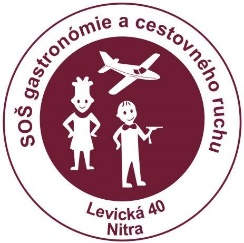 SOŠ gastronómie a cestovného ruchu
Levická 40
Nitra